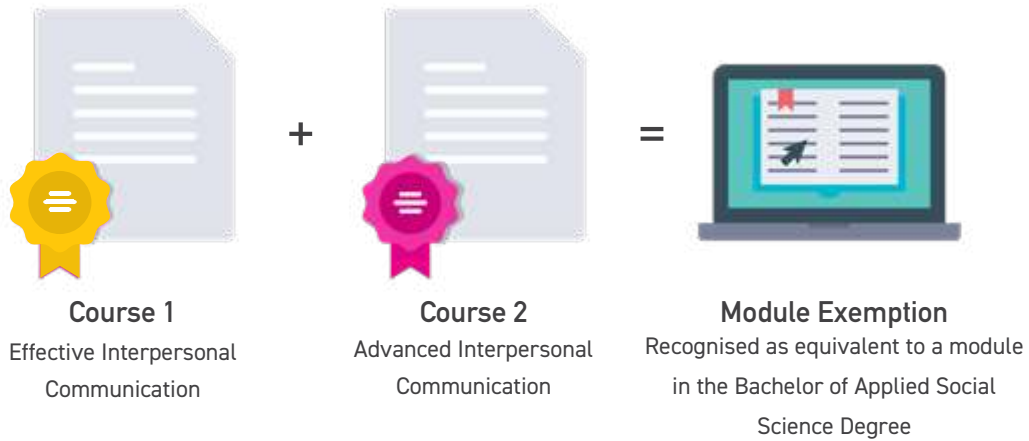 +
=
Course 1
Effective Interpersonal
Communication
Course 2
Advanced Interpersonal
Communication
Module Exemption
Recognised as equivalent to a module
in the Bachelor of Applied Social
Science Degree